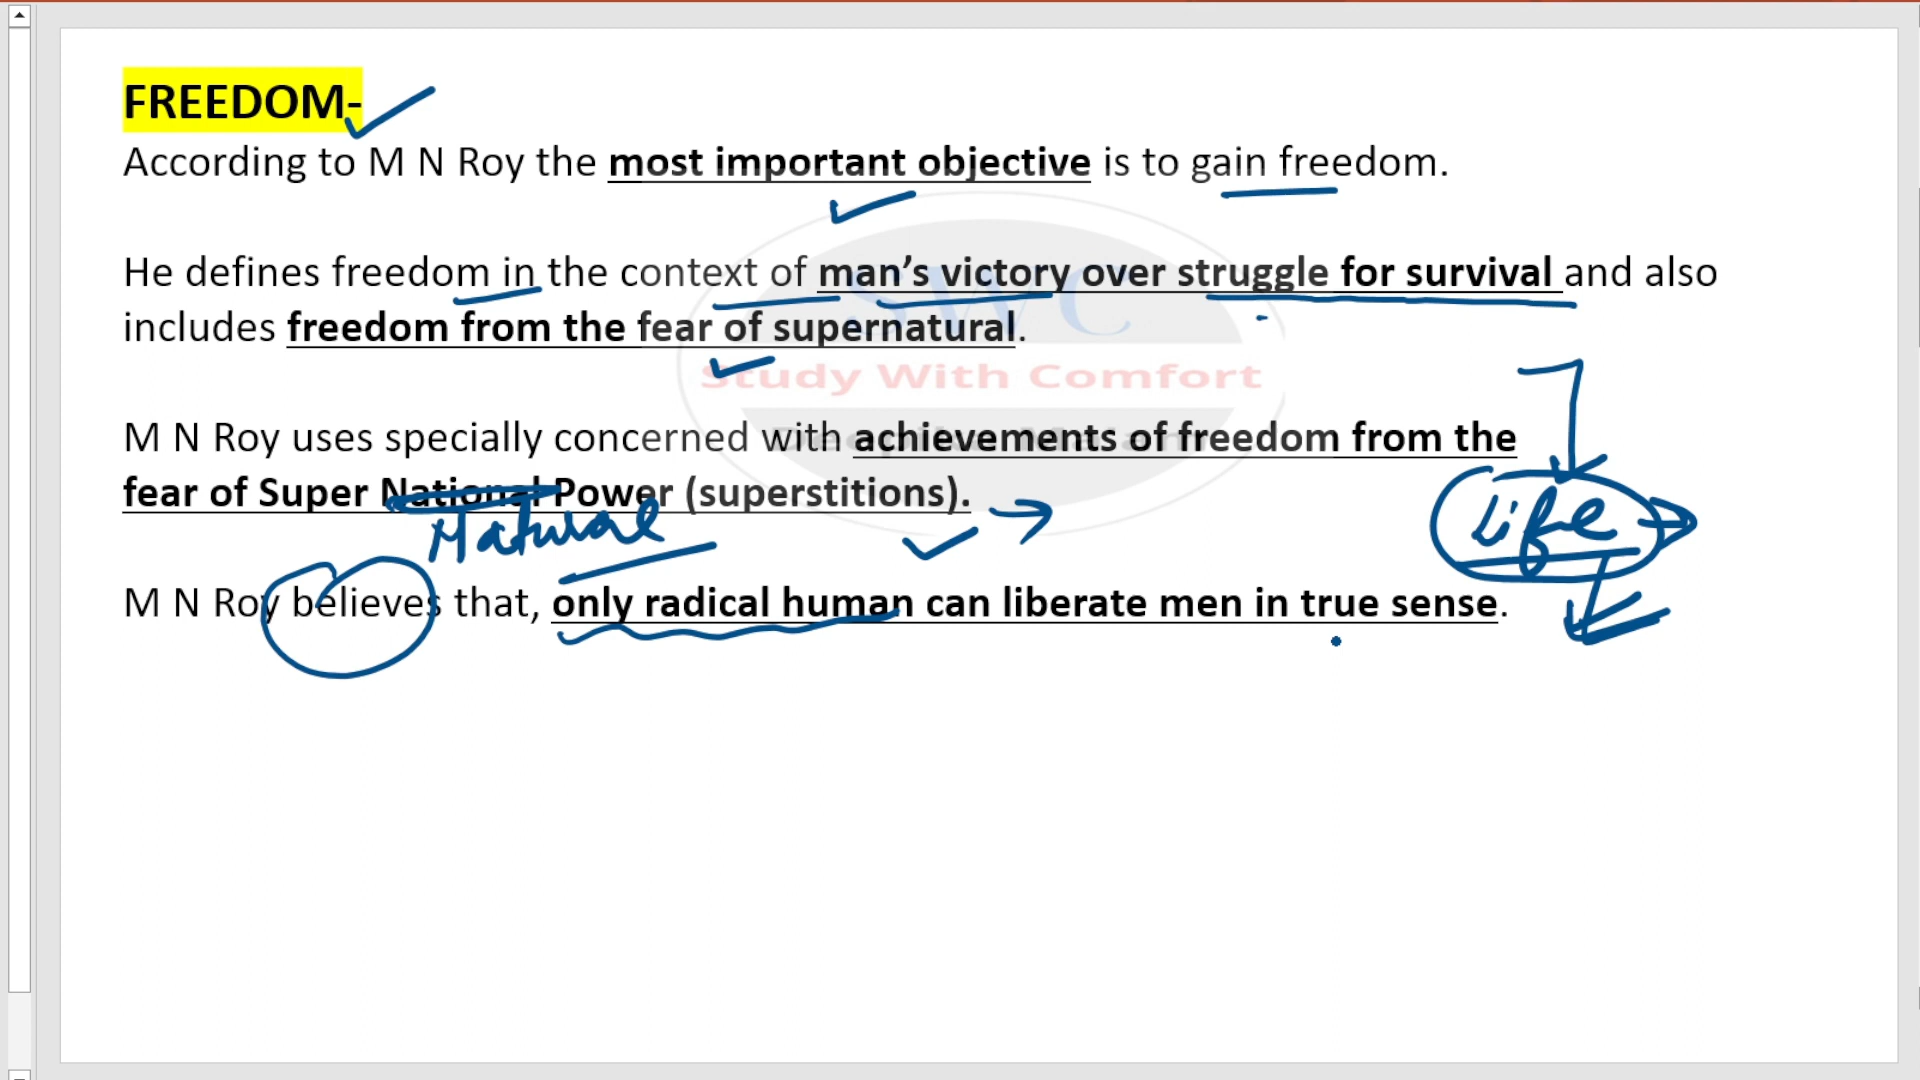 FREEDOM-
According to M N Roy the most important objective is to gain freedom.
He defines freedom in the context of man’s victory over struggle for survival and also
includes freedom from the fear of supernatural.
SWC
Study With Comfort
M N Roy uses specially concerned with achievements of freedom from the
fear of Super National Power (superstitions).
Natural
life
M N Roy believes that, only radical human can liberate men in true sense.